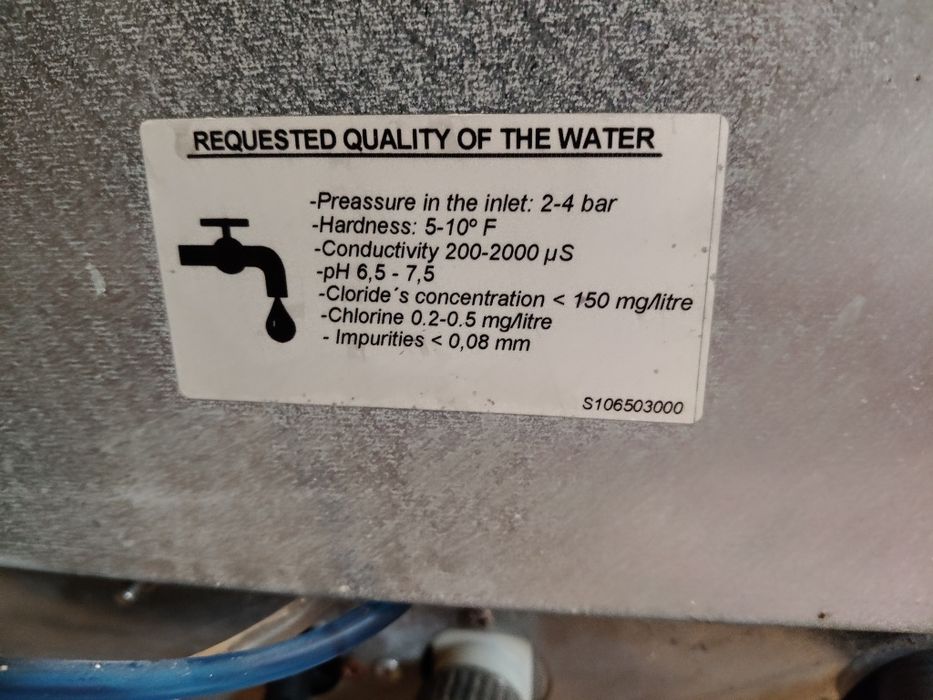 REQUESTED QUALITY OF THE WATER
-Preassure in the inlet: 2-4 bar
-Hardness: 5-10º F
-Conductivity 200-2000 µS
-pH 6,5 - 7,5
-Cloride´s concentration < 150 mg/litre
-Chlorine 0.2-0.5 mg/litre
- Impurities < 0,08 mm
S106503000